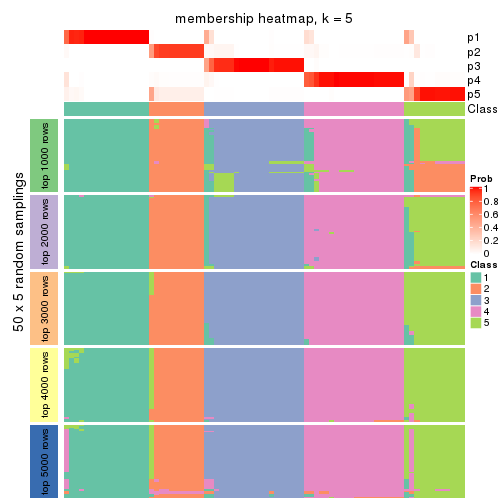 membership heatmap, k = 5
p1
p2
p3
p4
p5
Class
50 x 5 random samplings
top 1000 rows
top 2000 rows
top 3000 rows
top 4000 rows
top 5000 rows
Prob
1
0.8
0.6
0.4
0.2
0
Class
1
2
3
4
5